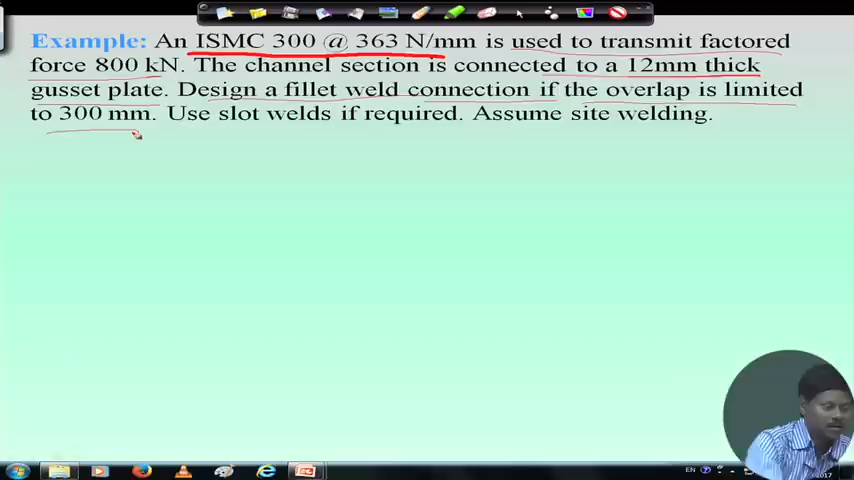 Example: An ISMC 300 @ 363 N/mm is used to transmit factored
force 800 kN. The channel section is connected to a 12mm thick
gusset plate. Design a fillet weld connection if the overlap is limited
to 300 mm. Use slot welds if required. Assume site welding.
EN
2017